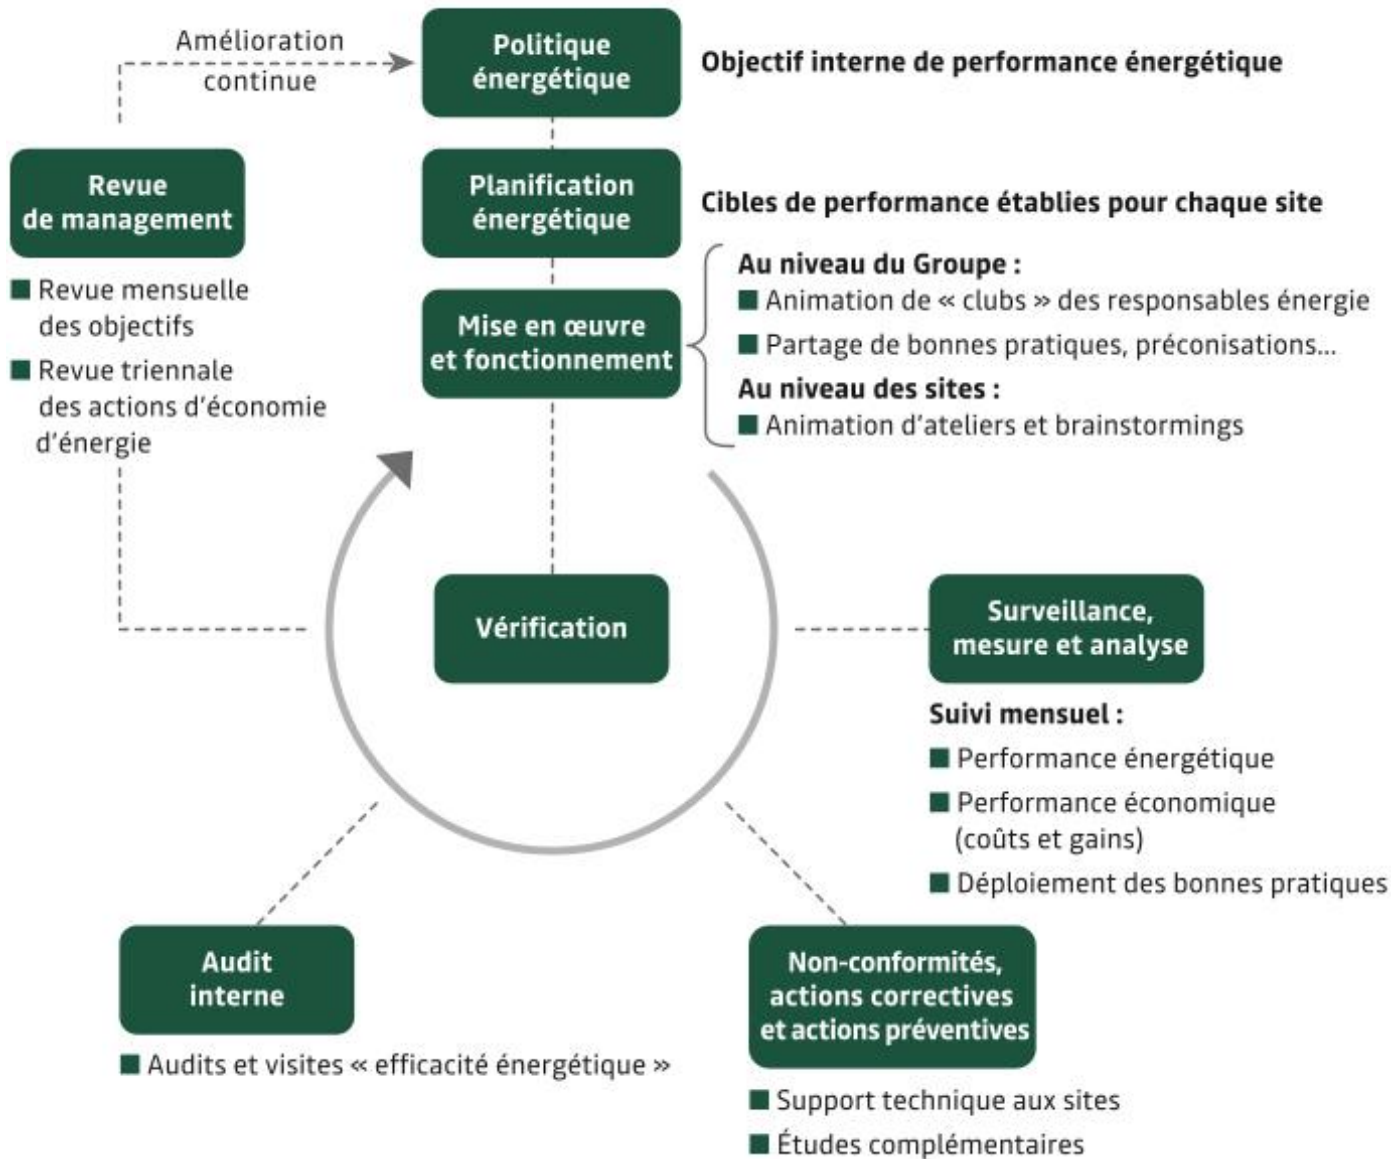 Amélioration
continue
Politique
énergétique
Objectif interne de performance énergétique
Revue
de management
Planification
énergétique
Cibles de performance établies pour chaque site
■ Revue mensuelle
des objectifs
■ Revue triennale
des actions d'économie
d'énergie
Mise en œuvre
et fonctionnement
Au niveau du Groupe :
■ Animation de « clubs » des responsables énergie
■ Partage de bonnes pratiques, préconisations...
Au niveau des sites :
■ Animation d'ateliers et brainstormings
Vérification
Surveillance,
mesure et analyse
Suivi mensuel :
■ Performance énergétique
■ Performance économique
(coûts et gains)
■ Déploiement des bonnes pratiques
Audit
interne
■ Audits et visites « efficacité énergétique »
Non-conformités,
actions correctives
et actions préventives
■ Support technique aux sites
■ Études complémentaires